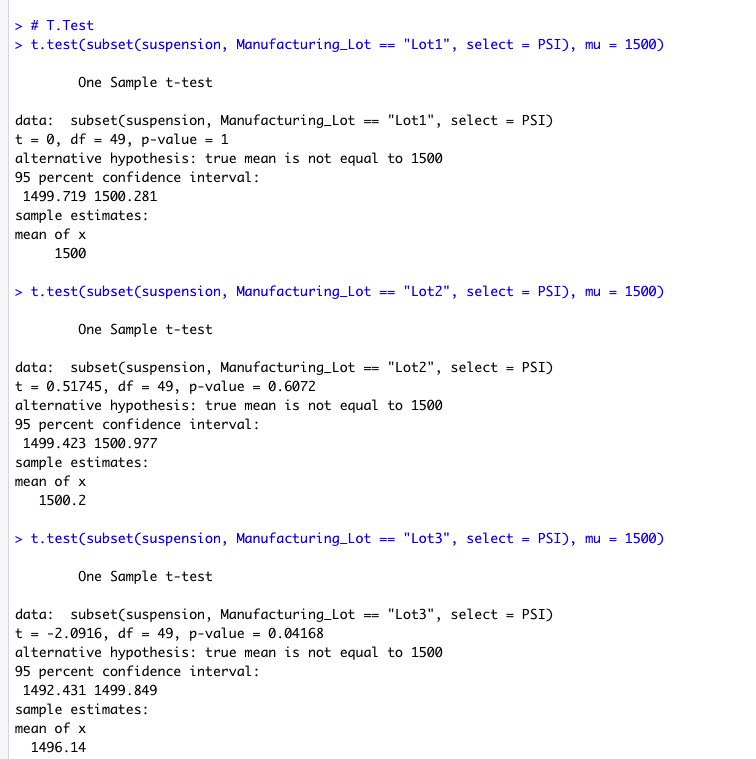 > # T.Test
> t.test(subset(suspension, Manufacturing_Lot == "Lot1", select = PSI), mu = 1500)
One Sample t-test
data:  subset(suspension, Manufacturing_Lot == "Lot1", select = PSI)
t = 0, df = 49, p-value = 1
alternative hypothesis: true mean is not equal to 1500
95 percent confidence interval:
1499.719 1500.281
sample estimates:
mean of x
1500
> t.test(subset(suspension, Manufacturing_Lot == "Lot2", select = PSI), mu = 1500)
One Sample t-test
data:  subset(suspension, Manufacturing_Lot == "Lot2", select = PSI)
t = 0.51745, df = 49, p-value = 0.6072
alternative hypothesis: true mean is not equal to 1500
95 percent confidence interval:
1499.423 1500.977
sample estimates:
mean of x
1500.2
> t.test(subset(suspension, Manufacturing_Lot == "Lot3", select = PSI), mu = 1500)
One Sample t-test
data:  subset(suspension, Manufacturing_Lot == "Lot3", select = PSI)
t = -2.0916, df = 49, p-value = 0.04168
alternative hypothesis: true mean is not equal to 1500
95 percent confidence interval:
1492.431 1499.849
sample estimates:
mean of x
1496.14